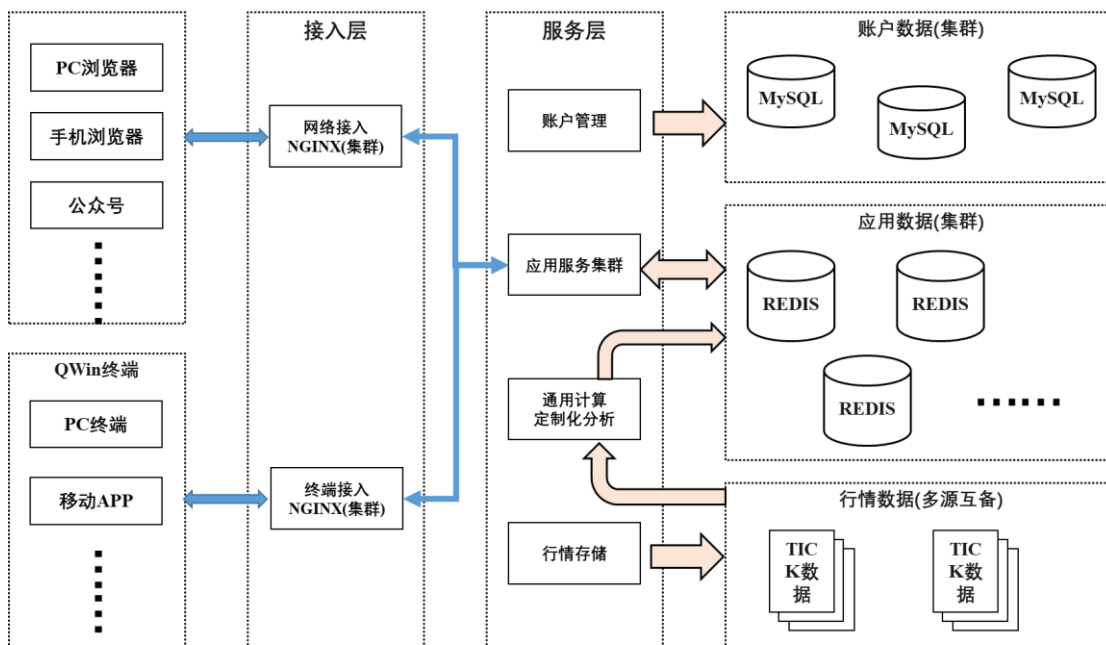 PC浏览器
手机浏览器
公众号
QWin终端
PC终端
移动APP
接入层
网络接入
NGINX(集群)
终端接入
NGINX(集群)
服务层
账户管理
应用服务集群
通用计算
定制化分析
行情存储
账户数据(集群)
MySQL
MySQL
MySQL
应用数据(集群)
REDIS
REDIS
REDIS
行情数据(多源互备)
TIC
K数
据
TIC
K数
据